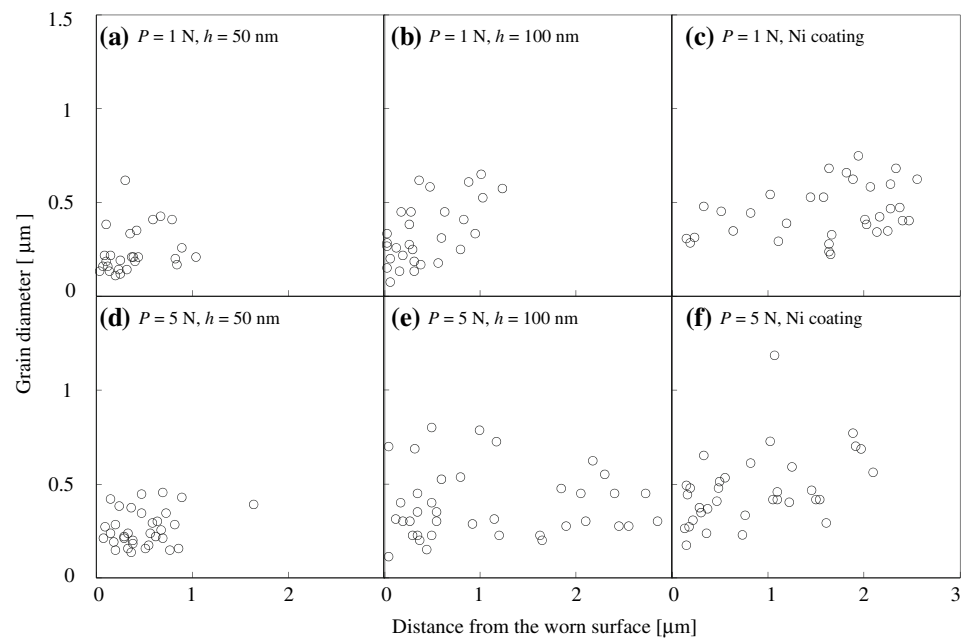 1.5
(a) P = 1 N, h = 50 nm
(b) P = 1 N, h = 100 nm
(c) P = 1 N, Ni coating
1
0.5
0
(d) P = 5 N, h = 50 nm
(e) P = 5 N, h = 100 nm
(f) P = 5 N, Ni coating
1
0.5
0
Grain diameter [ μm ]
0 1 2 0 1 2 0 1 2 3
Distance from the worn surface [μm]